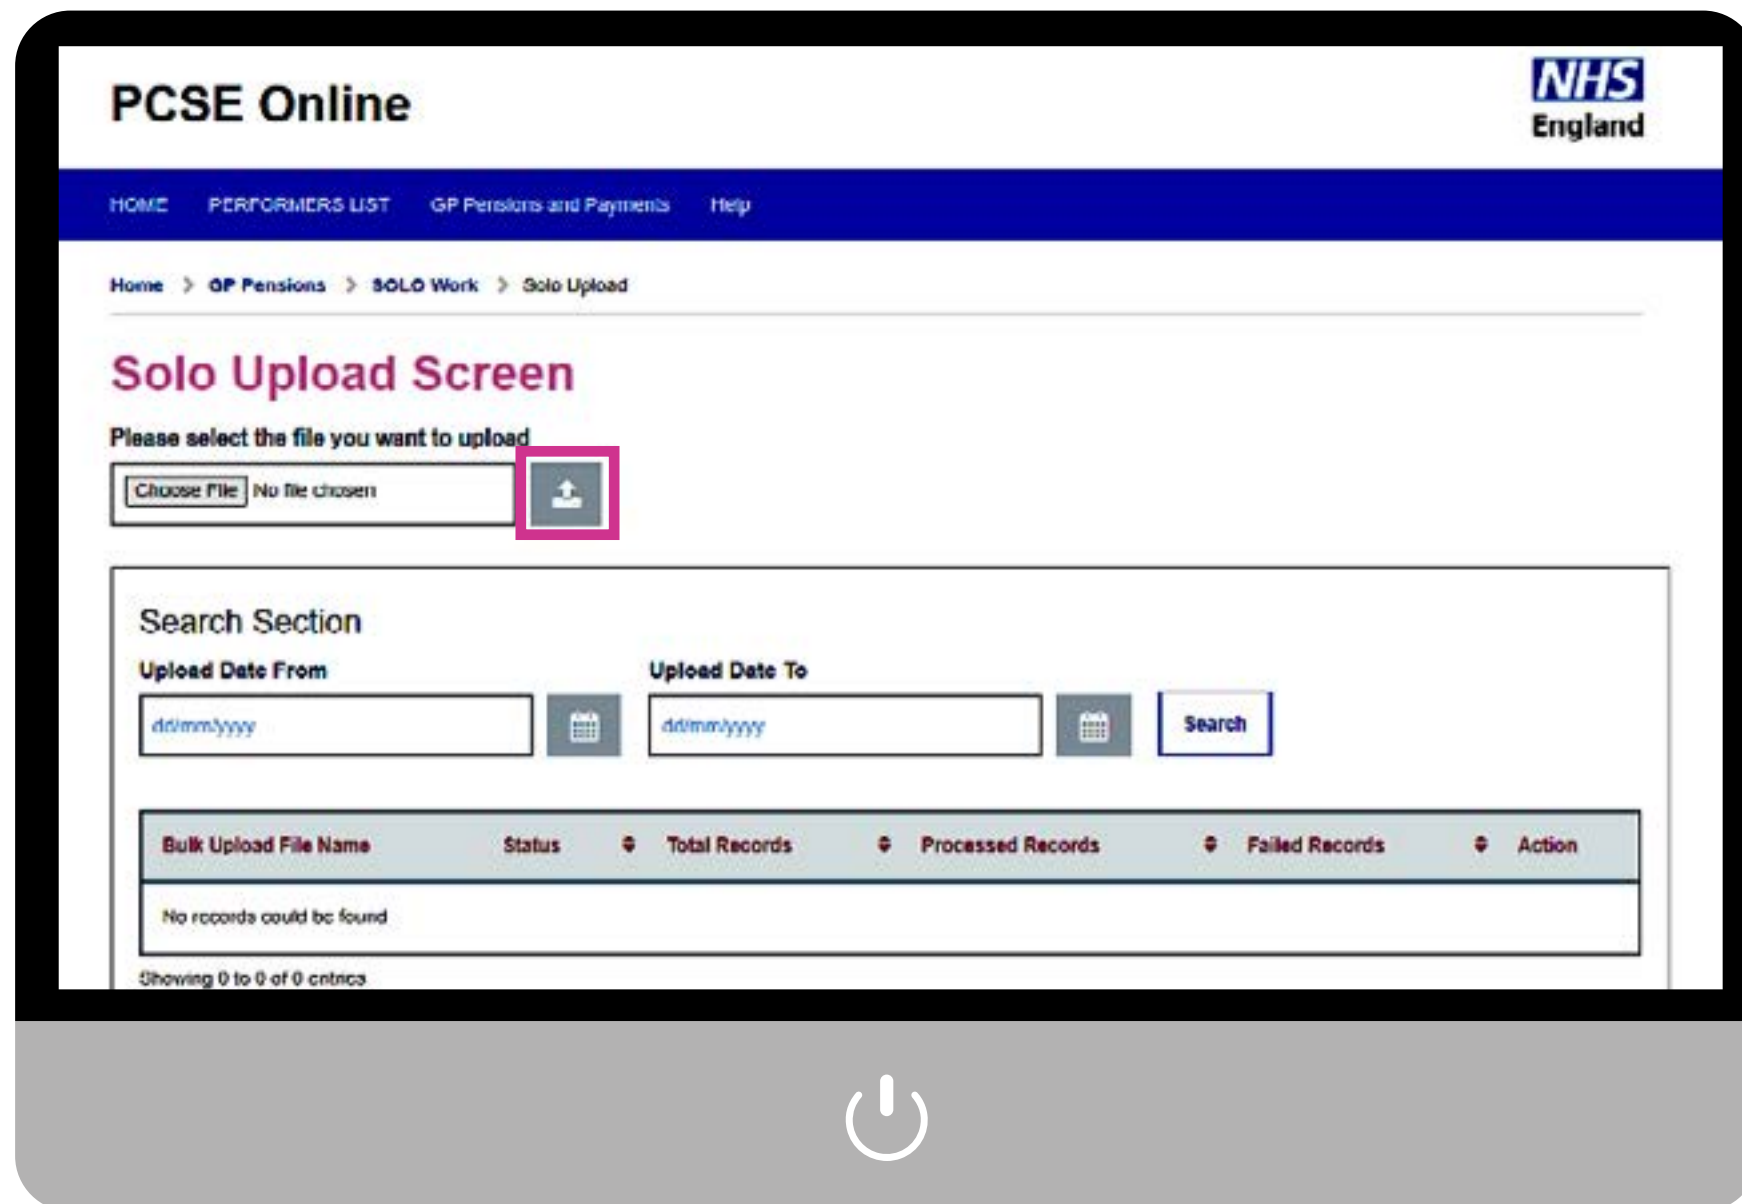 PCSE Online
NHS
England
HOME PERFORMERS LIST GP Pensions and Payments Help
Home > GP Pensions > SOLO Work > Solo Upload
Solo Upload Screen
Please select the file you want to upload
Choose File No file chosen
Search Section
Upload Date From Upload Date To
dd/mm/yyyy dd/mm/yyyy Search
Bulk Upload File Name Status Total Records Processed Records Failed Records Action
No records could be found
Showing 0 to 0 of 0 entries